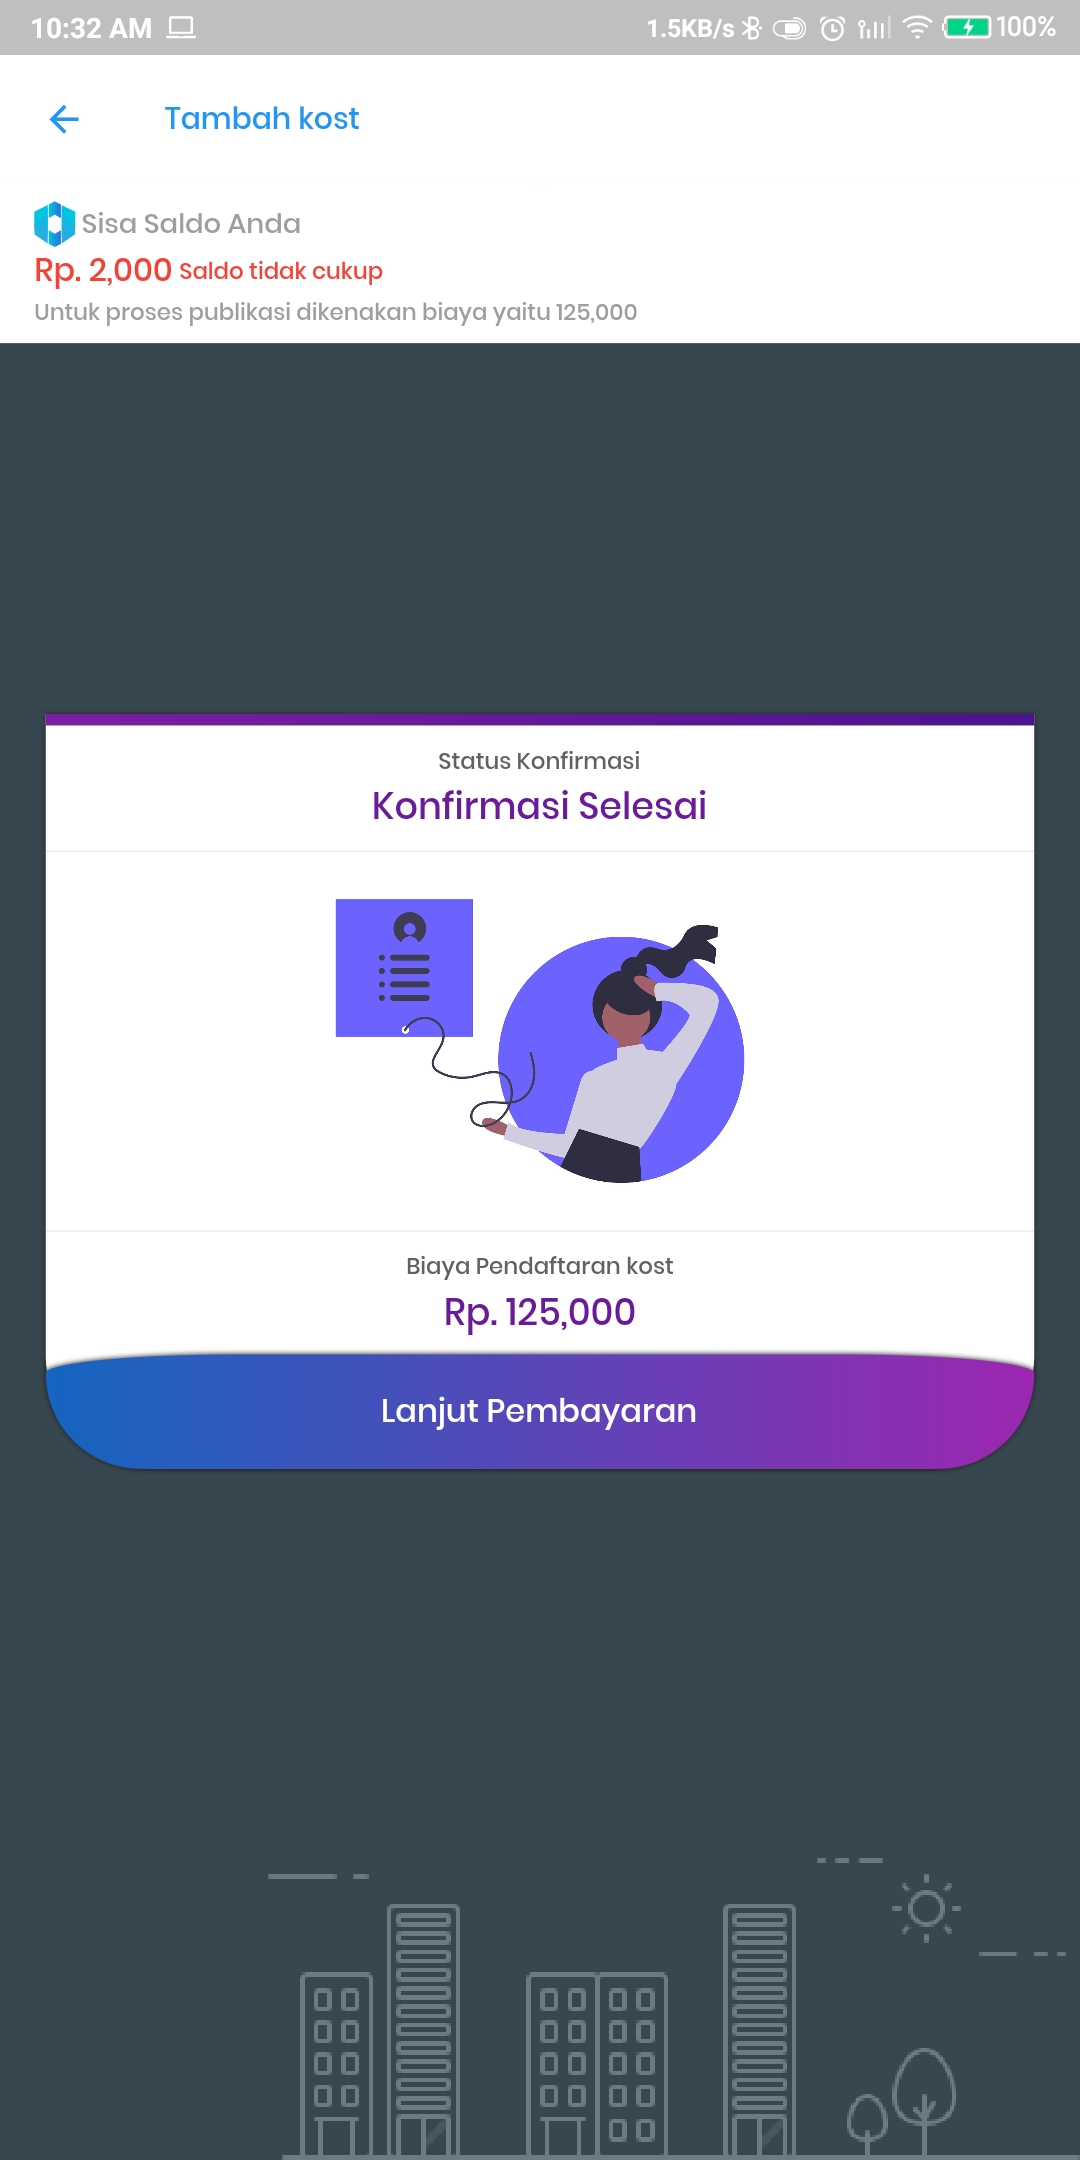 10:32 AM 1.5KB/s 100%
Tambah kost
Sisa Saldo Anda
Rp. 2,000 Saldo tidak cukup
Untuk proses publikasi dikenakan biaya yaitu 125,000
Status Konfirmasi
Konfirmasi Selesai
Biaya Pendaftaran kost
Rp. 125,000
Lanjut Pembayaran